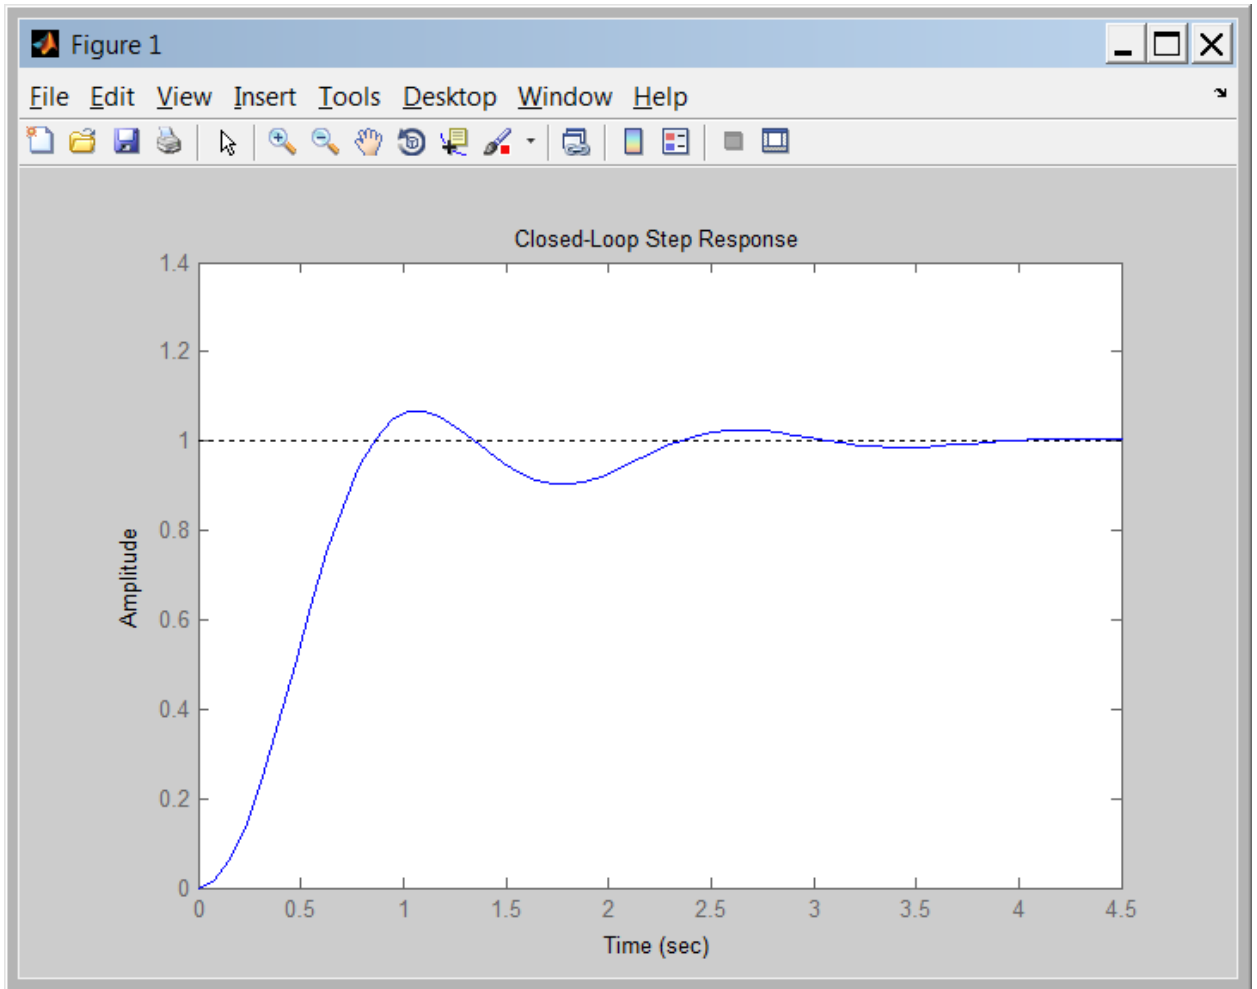 Figure 1
File Edit View Insert Tools Desktop Window Help
Closed-Loop Step Response
1.4
1.2
1
0.8
0.6
0.4
0.2
0
Amplitude
0 0.5 1 1.5 2 2.5 3 3.5 4 4.5
Time (sec)